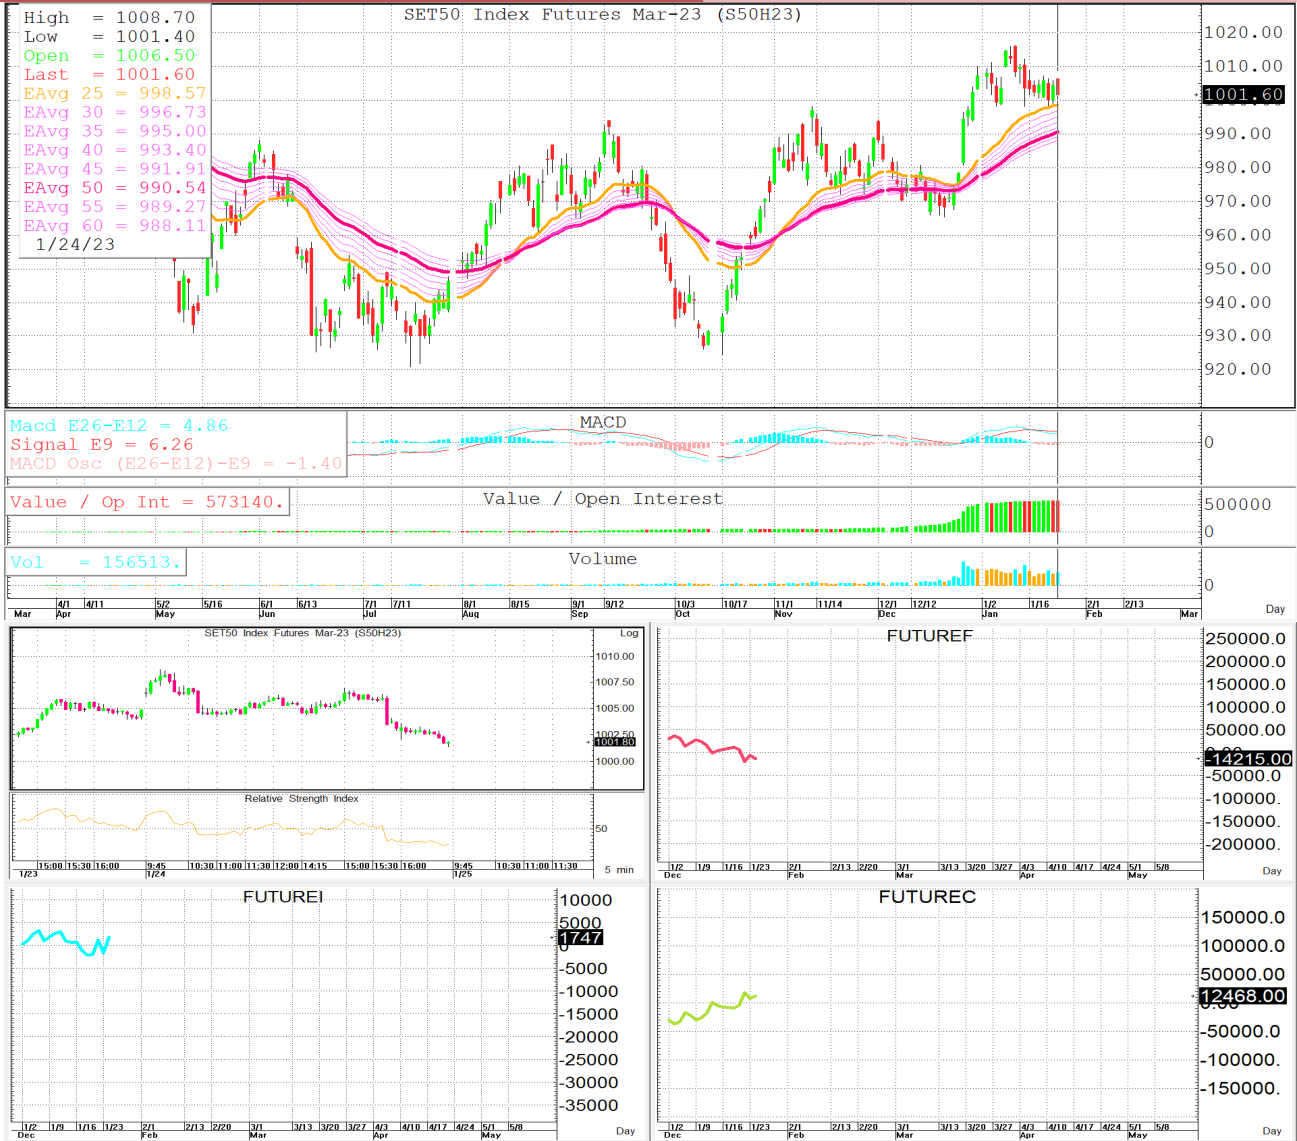 SET50 Index Futures Mar-23 (S50H23)
High = 1008.70
Low = 1001.40
Open = 1006.50
Last = 1001.60
EAvg 25 = 998.57
EAvg 30 = 996.73
EAvg 35 = 995.00
EAvg 40 = 993.40
EAvg 45 = 991.91
EAvg 50 = 990.54
EAvg 55 = 989.27
EAvg 60 = 988.11
1/24/23
1020.00
1010.00
1001.60
990.00
980.00
970.00
960.00
950.00
940.00
930.00
920.00
MACD
Macd E26-E12 = 4.86
Signal E9 = 6.26
MACD Osc (E26-E12)-E9 = -1.40
0
Value / Open Interest
Value / Op Int = 573140.
500000
0
Volume
Vol = 156513.
0
4/1 4/11 5/2 5/16 6/1 6/13 7/1 7/11 8/1 8/15 9/1 9/12 10/3 10/17 11/1 11/14 12/1 12/12 1/2 1/16 2/1 2/13
Mar Apr May Jun Jul Aug Sep Oct Nov Dec Jan Feb Mar
Day
SET50 Index Futures Mar-23 (S50H23)
Log
1010.00
1007.50
1005.00
1002.50
1001.80
1000.00
Relative Strength Index
50
15:00 15:30 16:00 9:45 10:30 11:00 11:30 12:00 14:15 15:00 15:30 16:00 9:45 10:30 11:00 11:30
1/23 1/24 1/25
5 min
FUTUREF
250000.0
200000.0
150000.0
100000.0
50000.00
-14215.00
-50000.0
-100000.
-150000.
-200000.
1/2 1/9 1/16 1/23 2/1 2/13 2/20 3/1 3/13 3/20 3/27 4/3 4/10 4/17 4/24 5/1 5/8
Dec Feb Mar Apr May
Day
FUTUREI
10000
5000
1747
0
-5000
-10000
-15000
-20000
-25000
-30000
-35000
1/2 1/9 1/16 1/23 2/1 2/13 2/20 3/1 3/13 3/20 3/27 4/3 4/10 4/17 4/24 5/1 5/8
Dec Feb Mar Apr May
Day
FUTUREC
150000.0
100000.0
50000.00
12468.00
-50000.0
-100000.
-150000.
1/2 1/9 1/16 1/23 2/1 2/13 2/20 3/1 3/13 3/20 3/27 4/3 4/10 4/17 4/24 5/1 5/8
Dec Feb Mar Apr May
Day